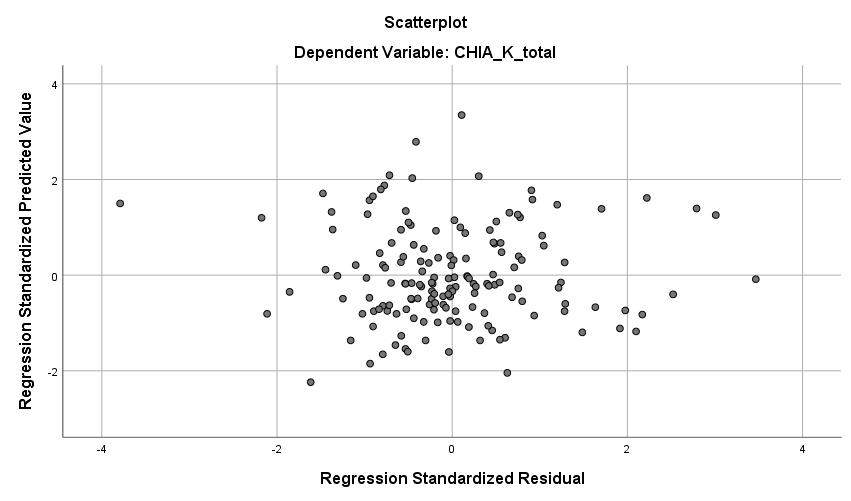 Scatterplot
Dependent Variable: CHIA_K_total
Regression Standardized Predicted Value
4
2
0
-2
-4
-2
0
2
4
Regression Standardized Residual